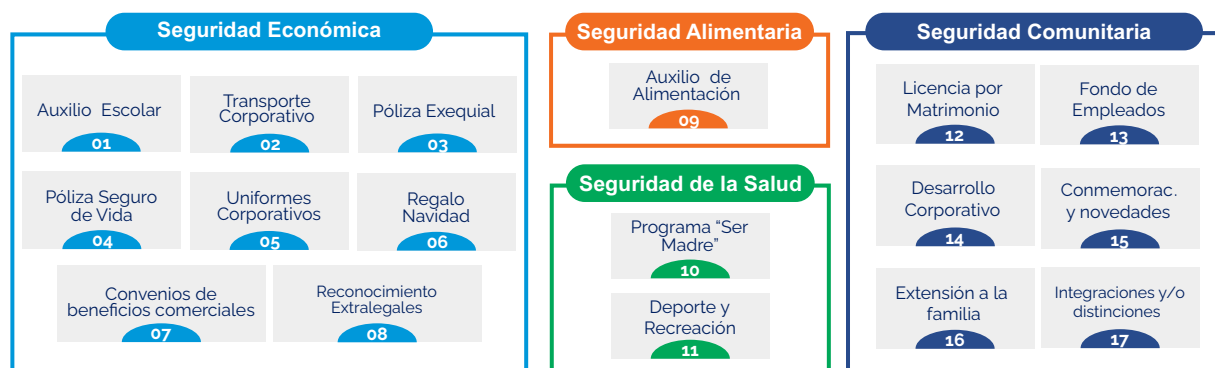 Seguridad Económica
Auxilio Escolar
01
Transporte
Corporativo
02
Póliza Exequial
03
Póliza Seguro
de Vida
04
Uniformes
Corporativos
05
Regalo
Navidad
06
Convenios de
beneficios comerciales
07
Reconocimiento
Extralegales
08
Seguridad Alimentaria
Auxilio de
Alimentación
09
Seguridad de la Salud
Programa “Ser
Madre”
10
Deporte y
Recreación
11
Seguridad Comunitaria
Licencia por
Matrimonio
12
Fondo de
Empleados
13
Desarrollo
Corporativo
14
Conmemorac.
y novedades
15
Extensión a la
familia
16
Integraciones y/o
distinciones
17